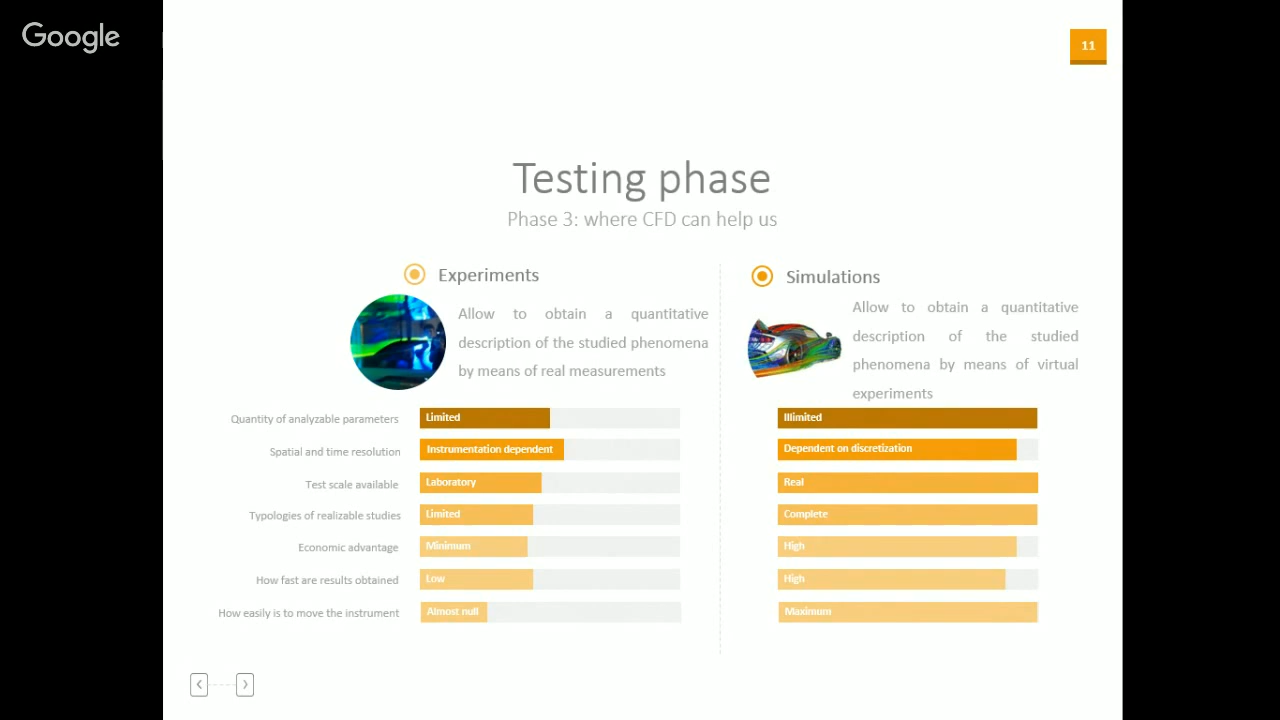 Google
11
Testing phase
Phase 3: where CFD can help us
Experiments
Allow to obtain a quantitative
description of the studied phenomena
by means of real measurements
Simulations
Allow to obtain a quantitative
description of the studied
phenomena by means of virtual
experiments
Quantity of analyzable parameters Limited Illimited
Spatial and time resolution Instrumentation dependent Dependent on discretization
Test scale available Laboratory Real
Typologies of realizable studies Limited Complete
Economic advantage Minimum High
How fast are results obtained Low High
How easily is to move the instrument Almost null Maximum